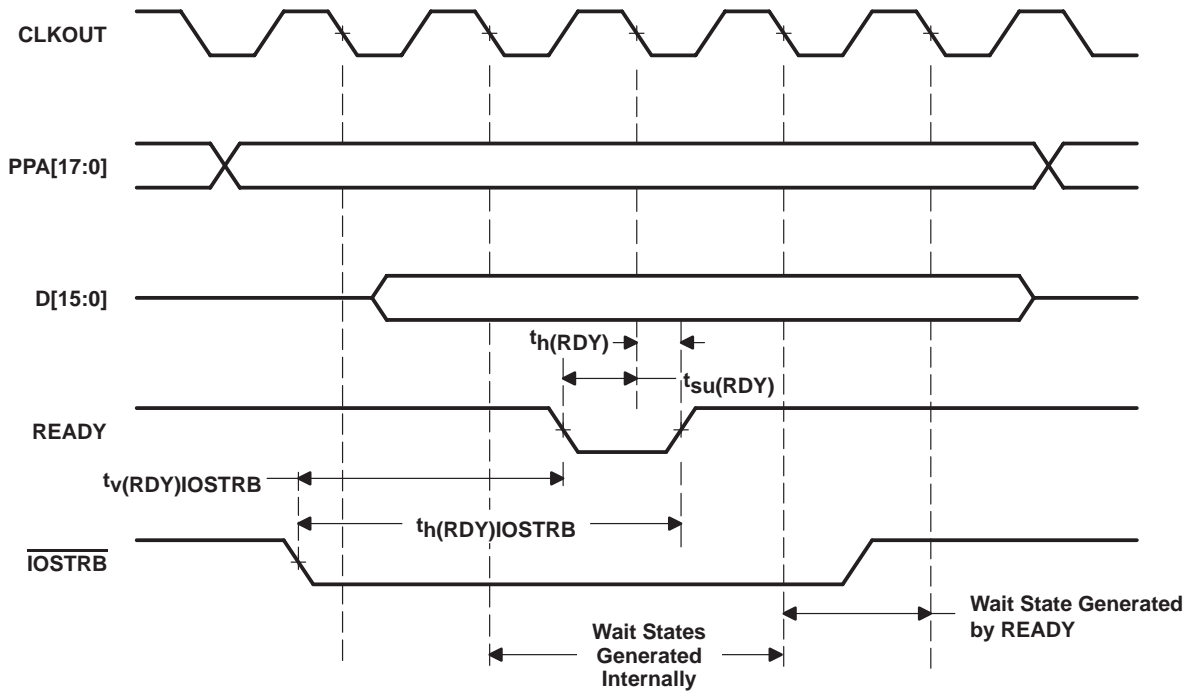 CLKOUT
PPA[17:0]
D[15:0]
th(RDY)
tsu(RDY)
READY
tv(RDY)IOSTRB
th(RDY)IOSTRB
IOSTRB
Wait State Generated
by READY
Wait States
Generated
Internally